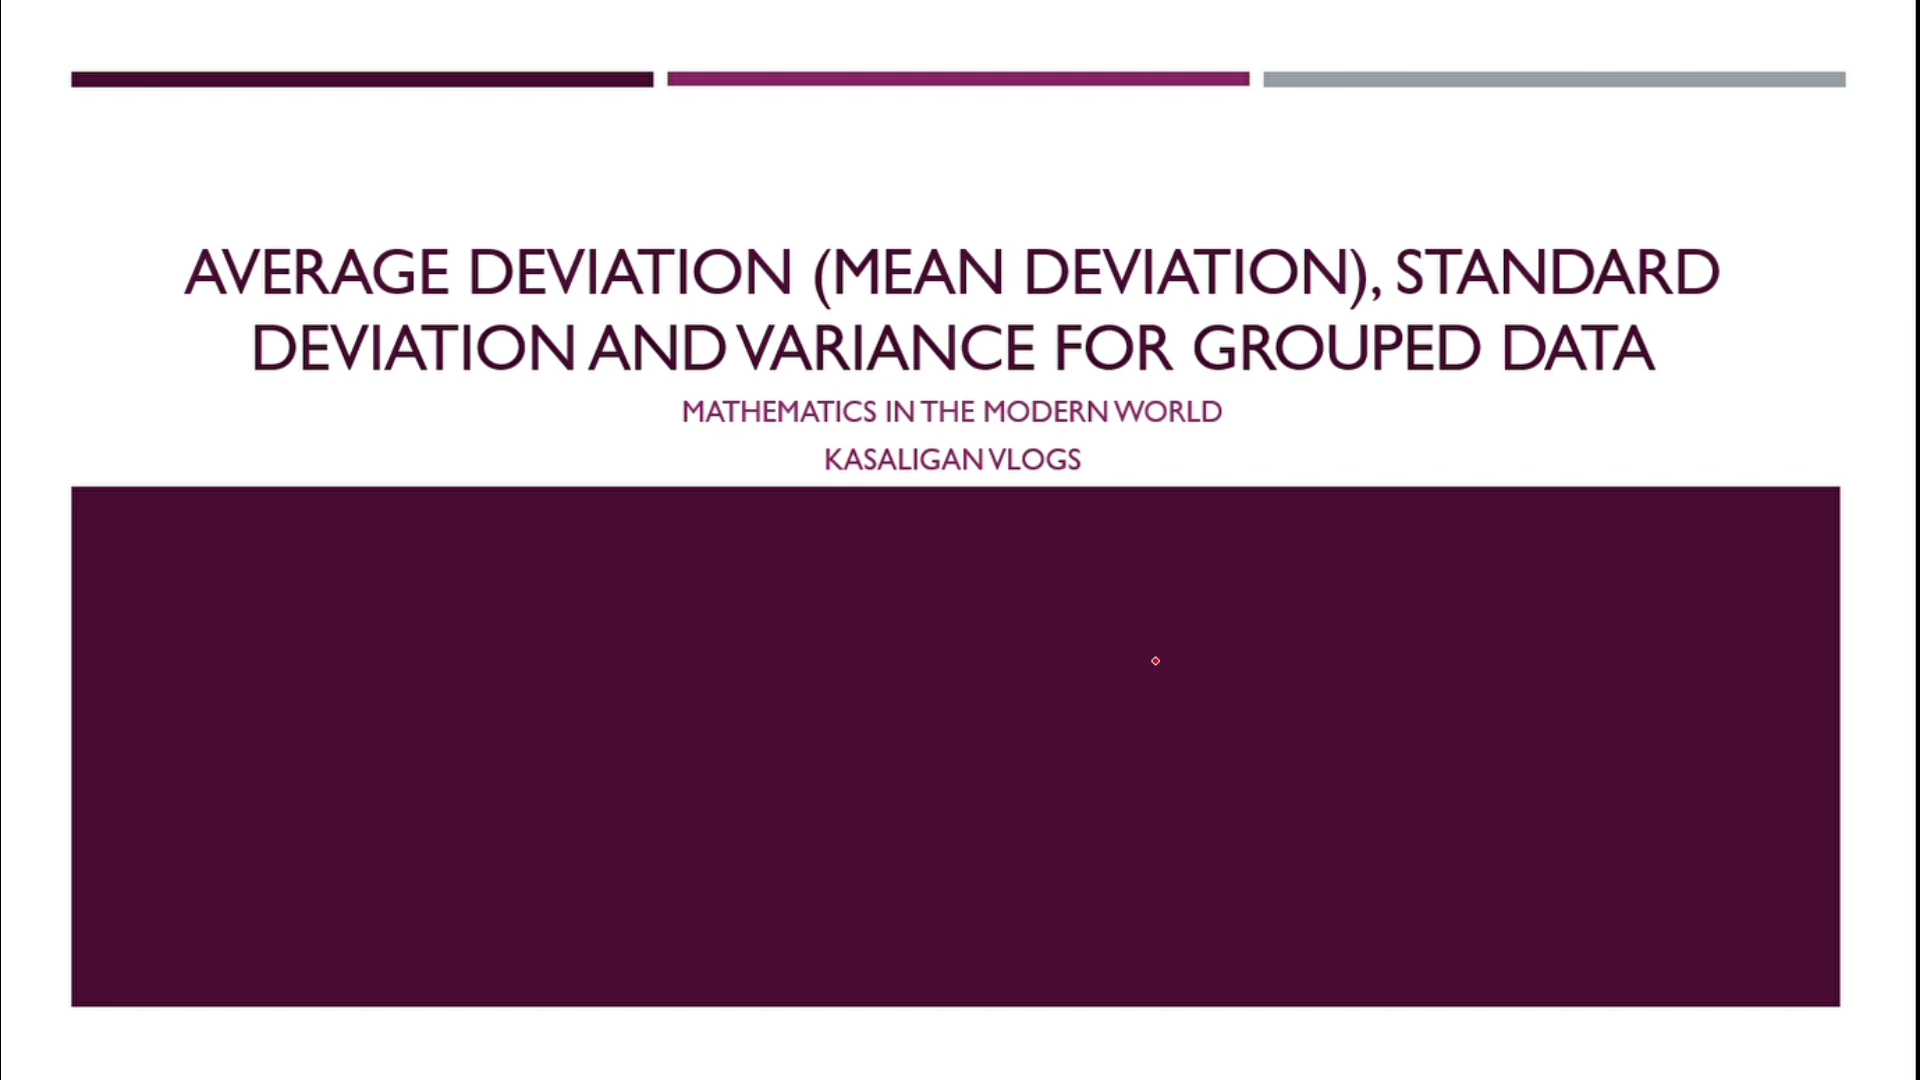 AVERAGE DEVIATION (MEAN DEVIATION), STANDARD
DEVIATION AND VARIANCE FOR GROUPED DATA
MATHEMATICS IN THE MODERN WORLD
KASALIGAN VLOGS